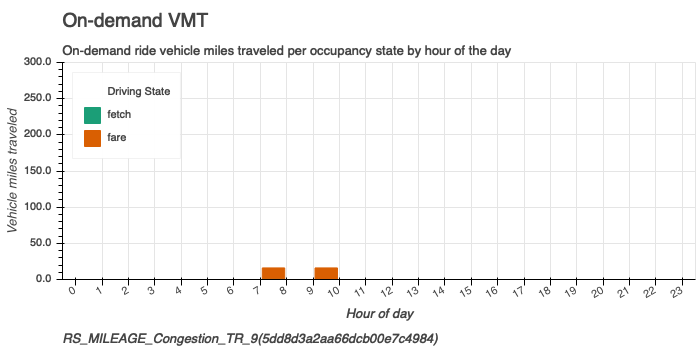 On-demand VMT
On-demand ride vehicle miles traveled per occupancy state by hour of the day
300.0
250.0
200.0
150.0
100.0
50.0
0.0
Vehicle miles traveled
Driving State
fetch
fare
0 1 2 3 4 5 6 7 8 9 10 11 12 13 14 15 16 17 18 19 20 21 22 23
Hour of day
RS_MILEAGE_Congestion_TR_9(5dd8d3a2aa66dcb00e7c4984)